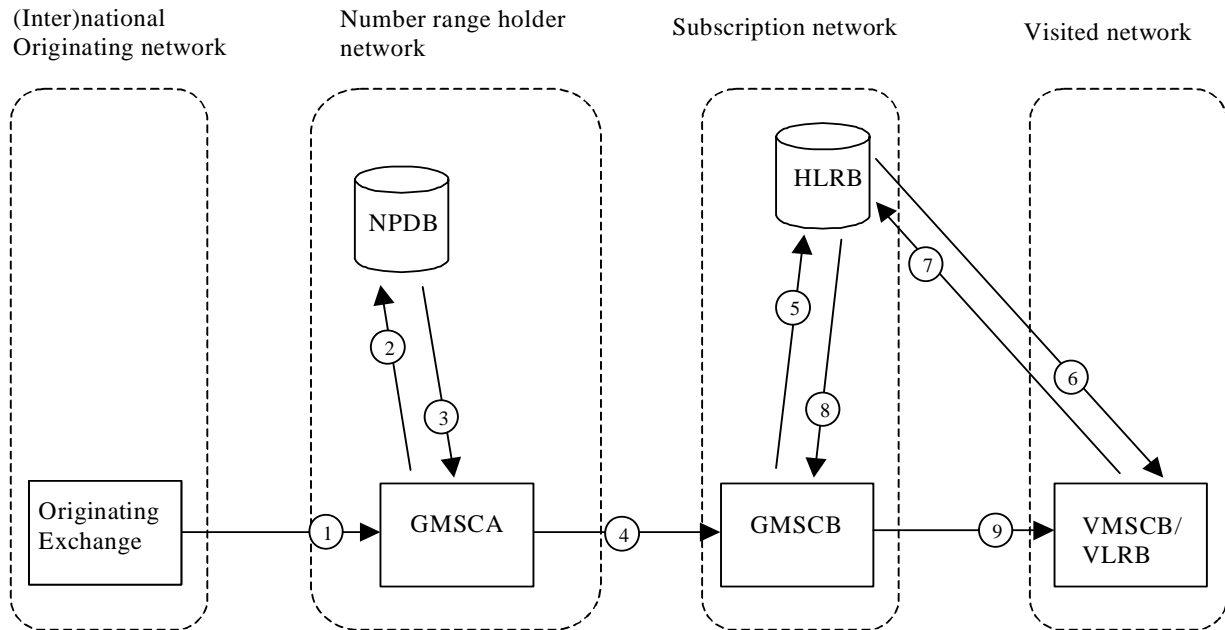 (Inter)national
Originating network
Number range holder
network
Subscription network
Visited network
NPDB
HLRB
2
3
5
8
7
6
Originating
Exchange
1
GMSCA
4
GMSCB
9
VMSCB/
VLRB